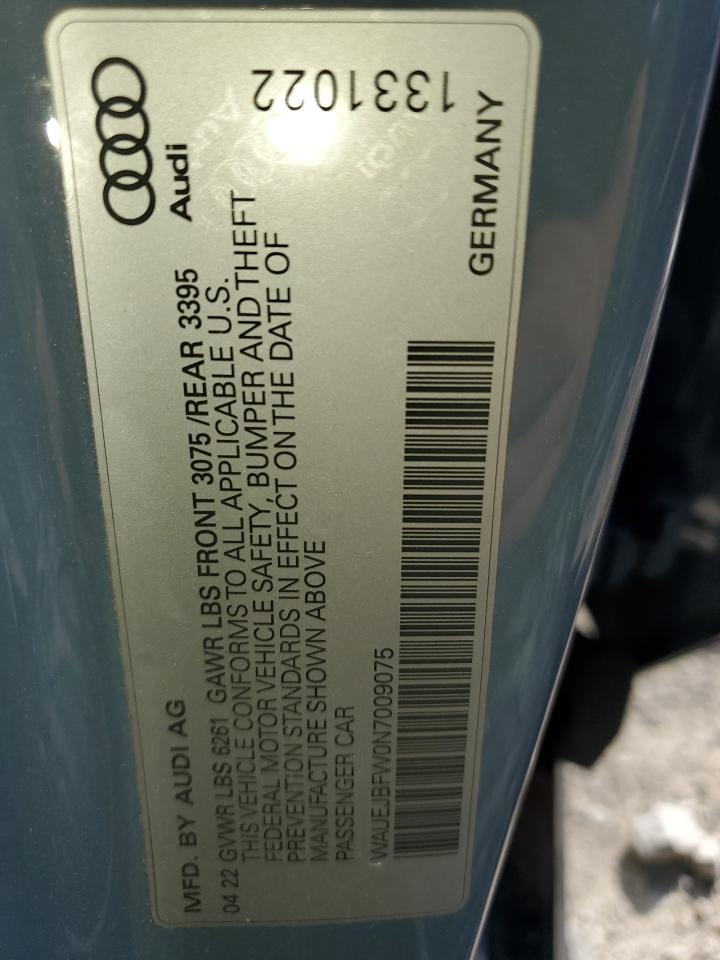 MFD. BY AUDI AG
Audi
04 22 GVWR LBS 6261 GAWR LBS FRONT 3075 /REAR 3395
THIS VEHICLE CONFORMS TO ALL APPLICABLE U.S.
FEDERAL MOTOR VEHICLE SAFETY, BUMPER AND THEFT
PREVENTION STANDARDS IN EFFECT ON THE DATE OF
MANUFACTURE SHOWN ABOVE
PASSENGER CAR
WAUEJBFW0N7009075
GERMANY
1331022